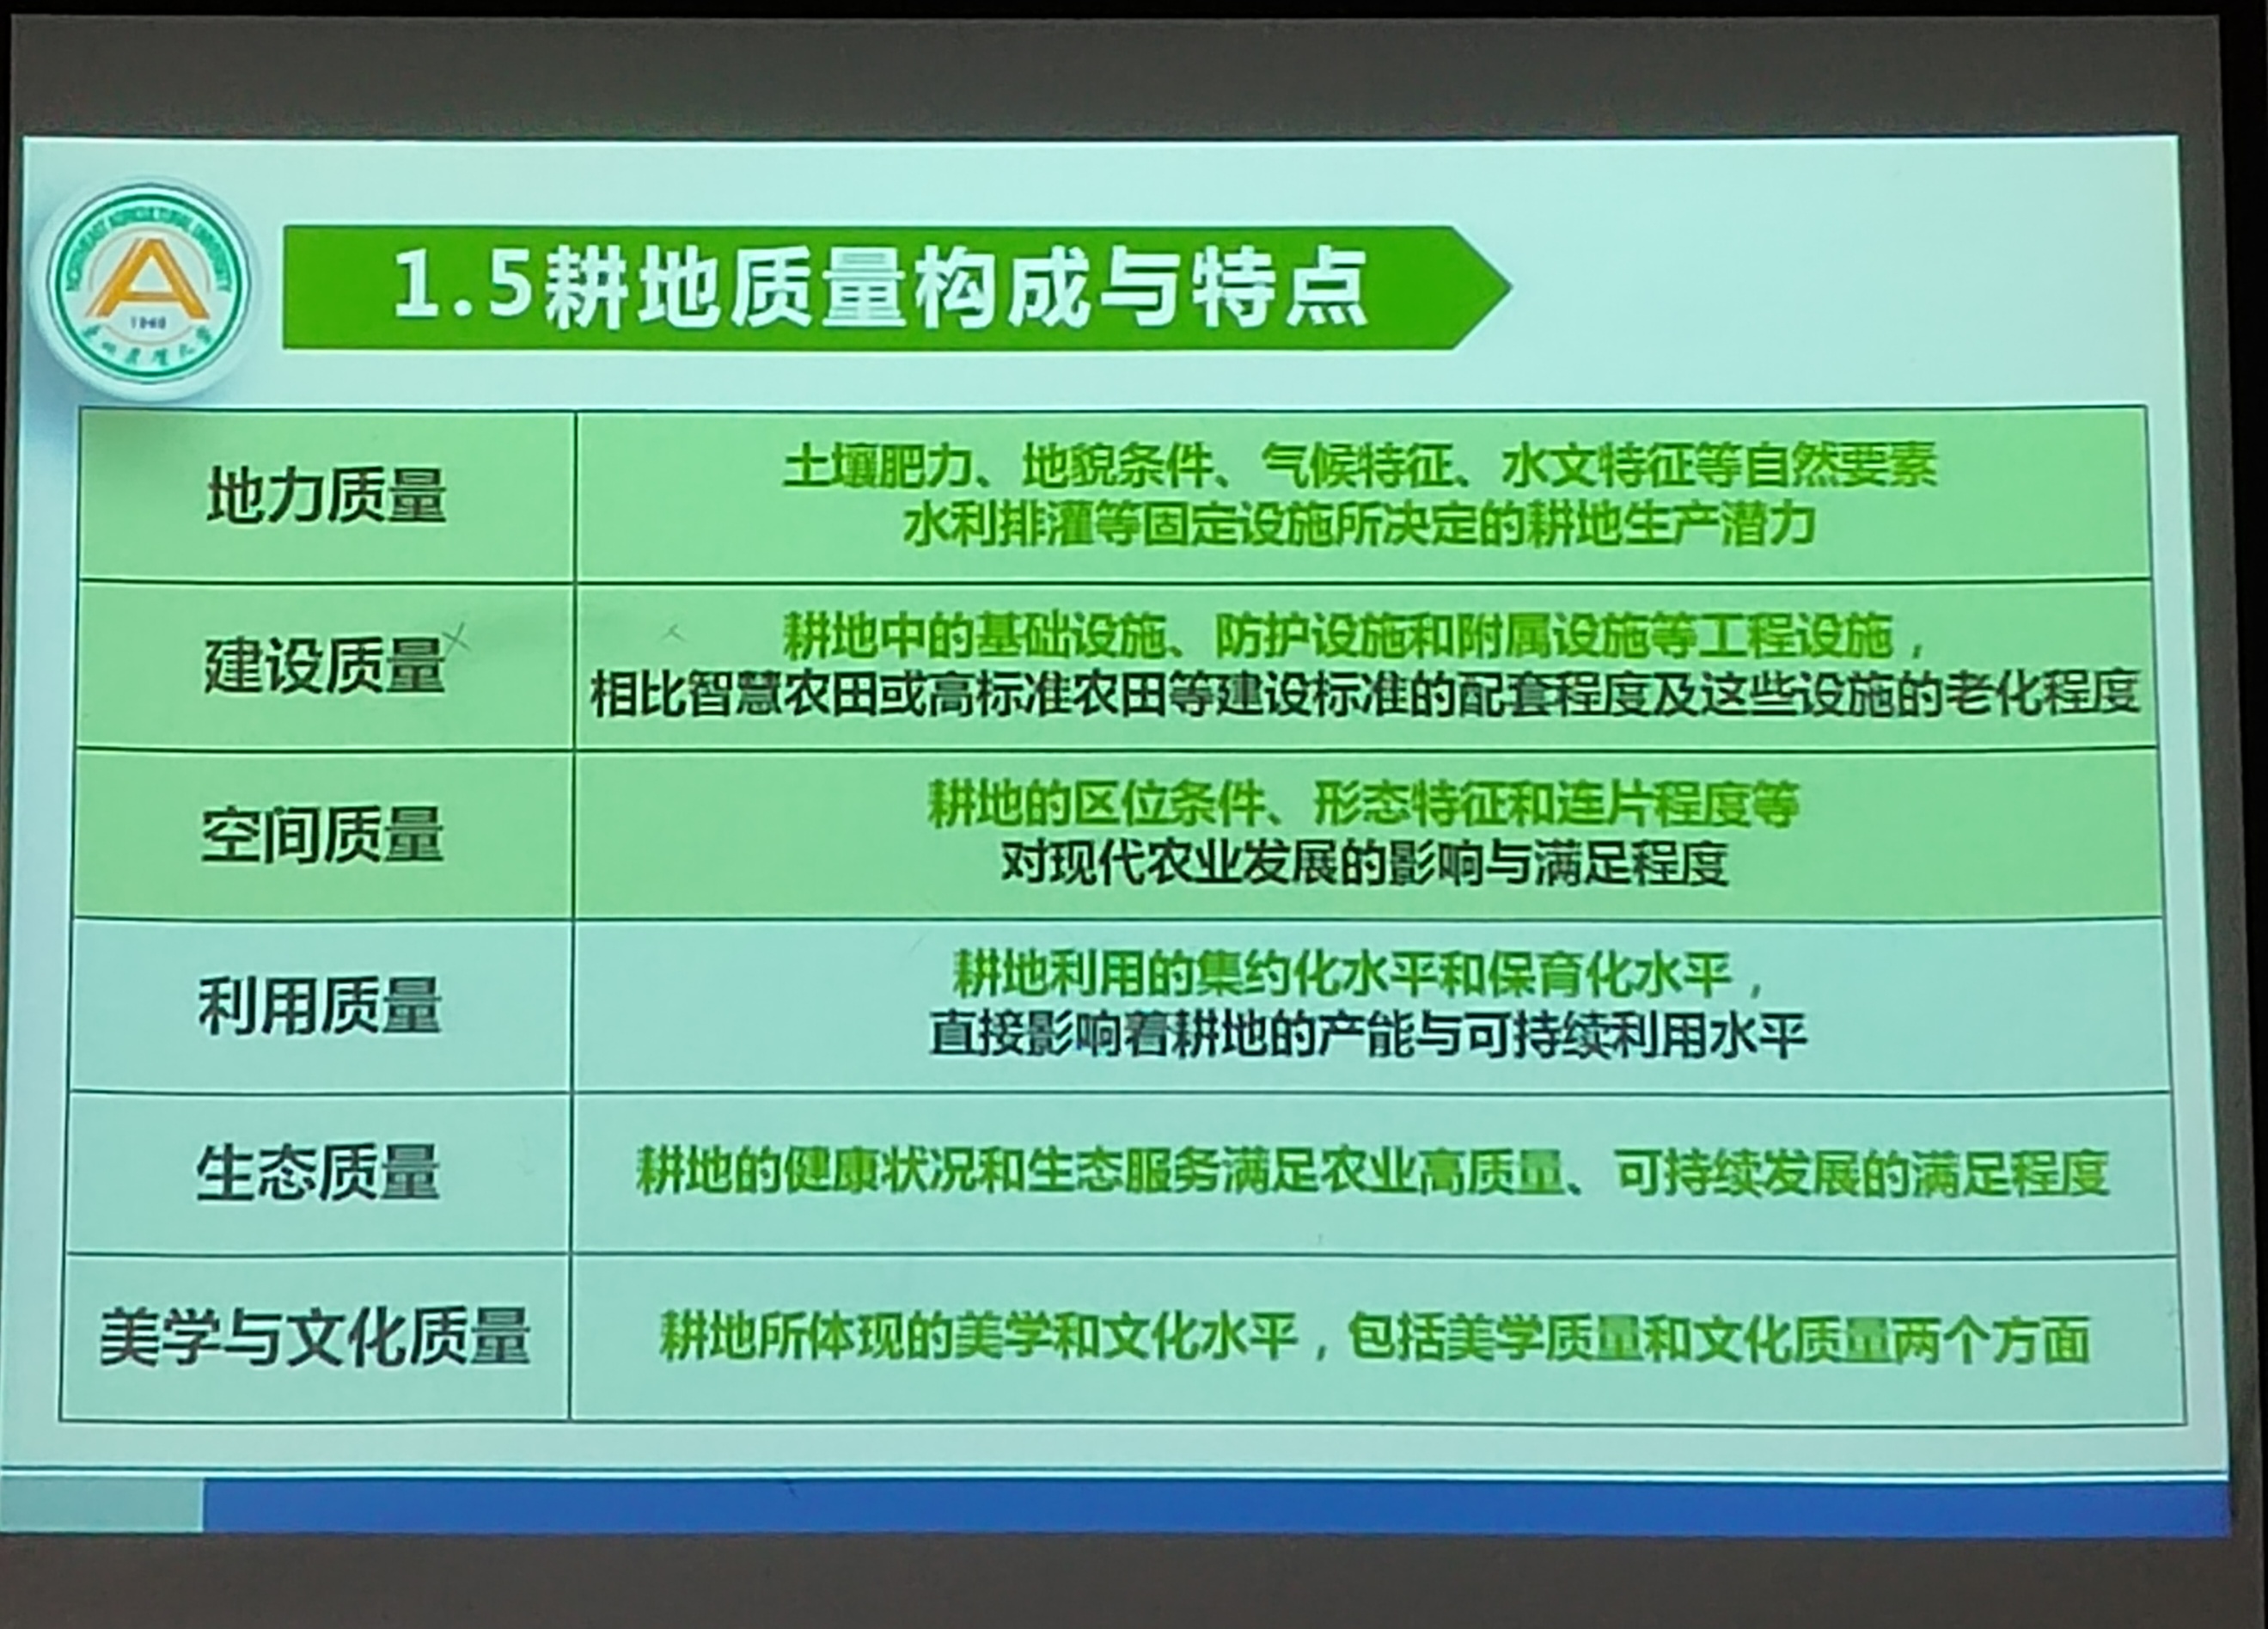 NORTHEAST AGRICULTURAL UNIVERSITY
1948
东北农业大学
1.5耕地质量构成与特点
地力质量
土壤肥力、地貌条件、气候特征、水文特征等自然要素
水利排灌等固定设施所决定的耕地生产潜力
建设质量
耕地中的基础设施、防护设施和附属设施等工程设施，
相比智慧农田或高标准农田等建设标准的配套程度及这些设施的老化程度
空间质量
耕地的区位条件、形态特征和连片程度等
对现代农业发展的影响与满足程度
利用质量
耕地利用的集约化水平和保育化水平，
直接影响着耕地的产能与可持续利用水平
生态质量
耕地的健康状况和生态服务满足农业高质量、可持续发展的满足程度
美学与文化质量
耕地所体现的美学和文化水平，包括美学质量和文化质量两个方面